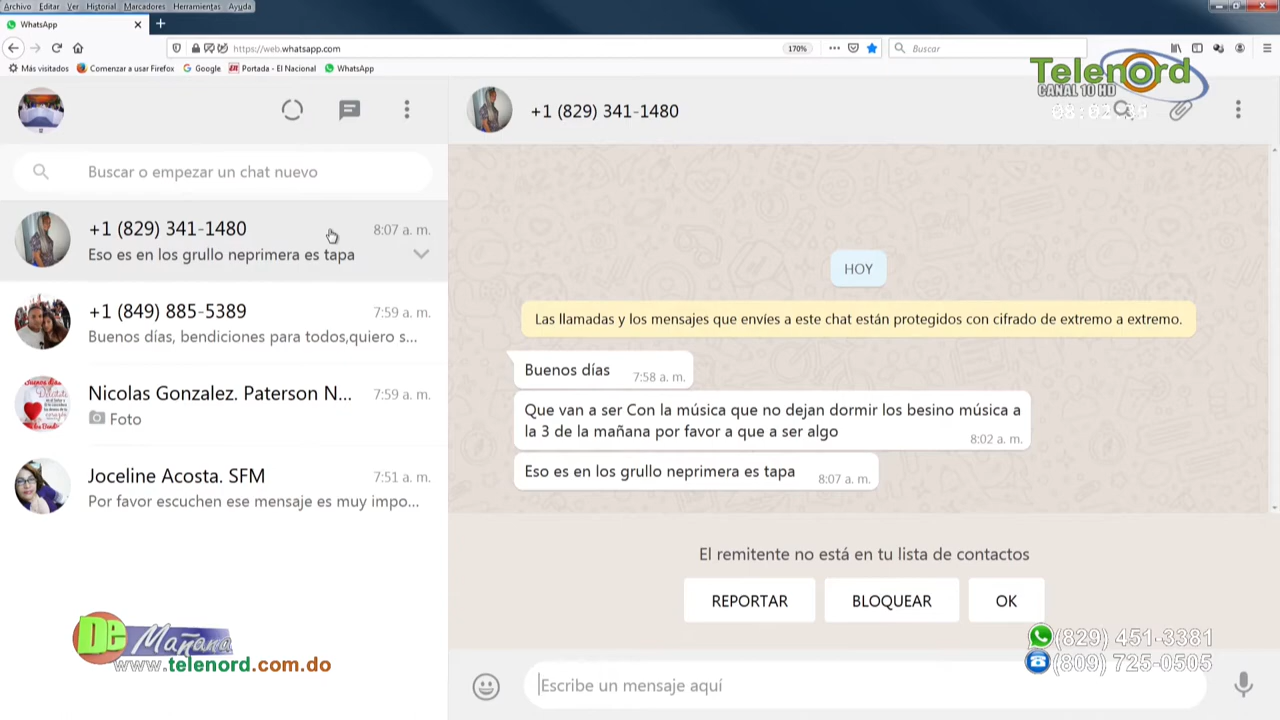 Archivo Editar Ver Historial Marcadores Herramientas Ayuda
WhatsApp
https://web.whatsapp.com
170%
Buscar
Más visitados Comenzar a usar Firefox Google Portada - El Nacional WhatsApp
Telenord
CANAL 10 HD
+1 (829) 341-1480
Buscar o empezar un chat nuevo
+1 (829) 341-1480
8:07 a. m.
Eso es en los grullo neprimera es tapa
+1 (849) 885-5389
7:59 a. m.
Buenos días, bendiciones para todos,quiero s...
Nicolas Gonzalez. Paterson N...
7:59 a. m.
Foto
Joceline Acosta. SFM
7:51 a. m.
Por favor escuchen ese mensaje es muy impo...
HOY
Las llamadas y los mensajes que envíes a este chat están protegidos con cifrado de extremo a extremo.
Buenos días
7:58 a. m.
Que van a ser Con la música que no dejan dormir los besino música a
la 3 de la mañana por favor a que a ser algo
8:02 a. m.
Eso es en los grullo neprimera es tapa
8:07 a. m.
El remitente no está en tu lista de contactos
REPORTAR BLOQUEAR OK
Escribe un mensaje aquí
De Mañana
www.telenord.com.do
(829) 451-3381
(809) 725-0505